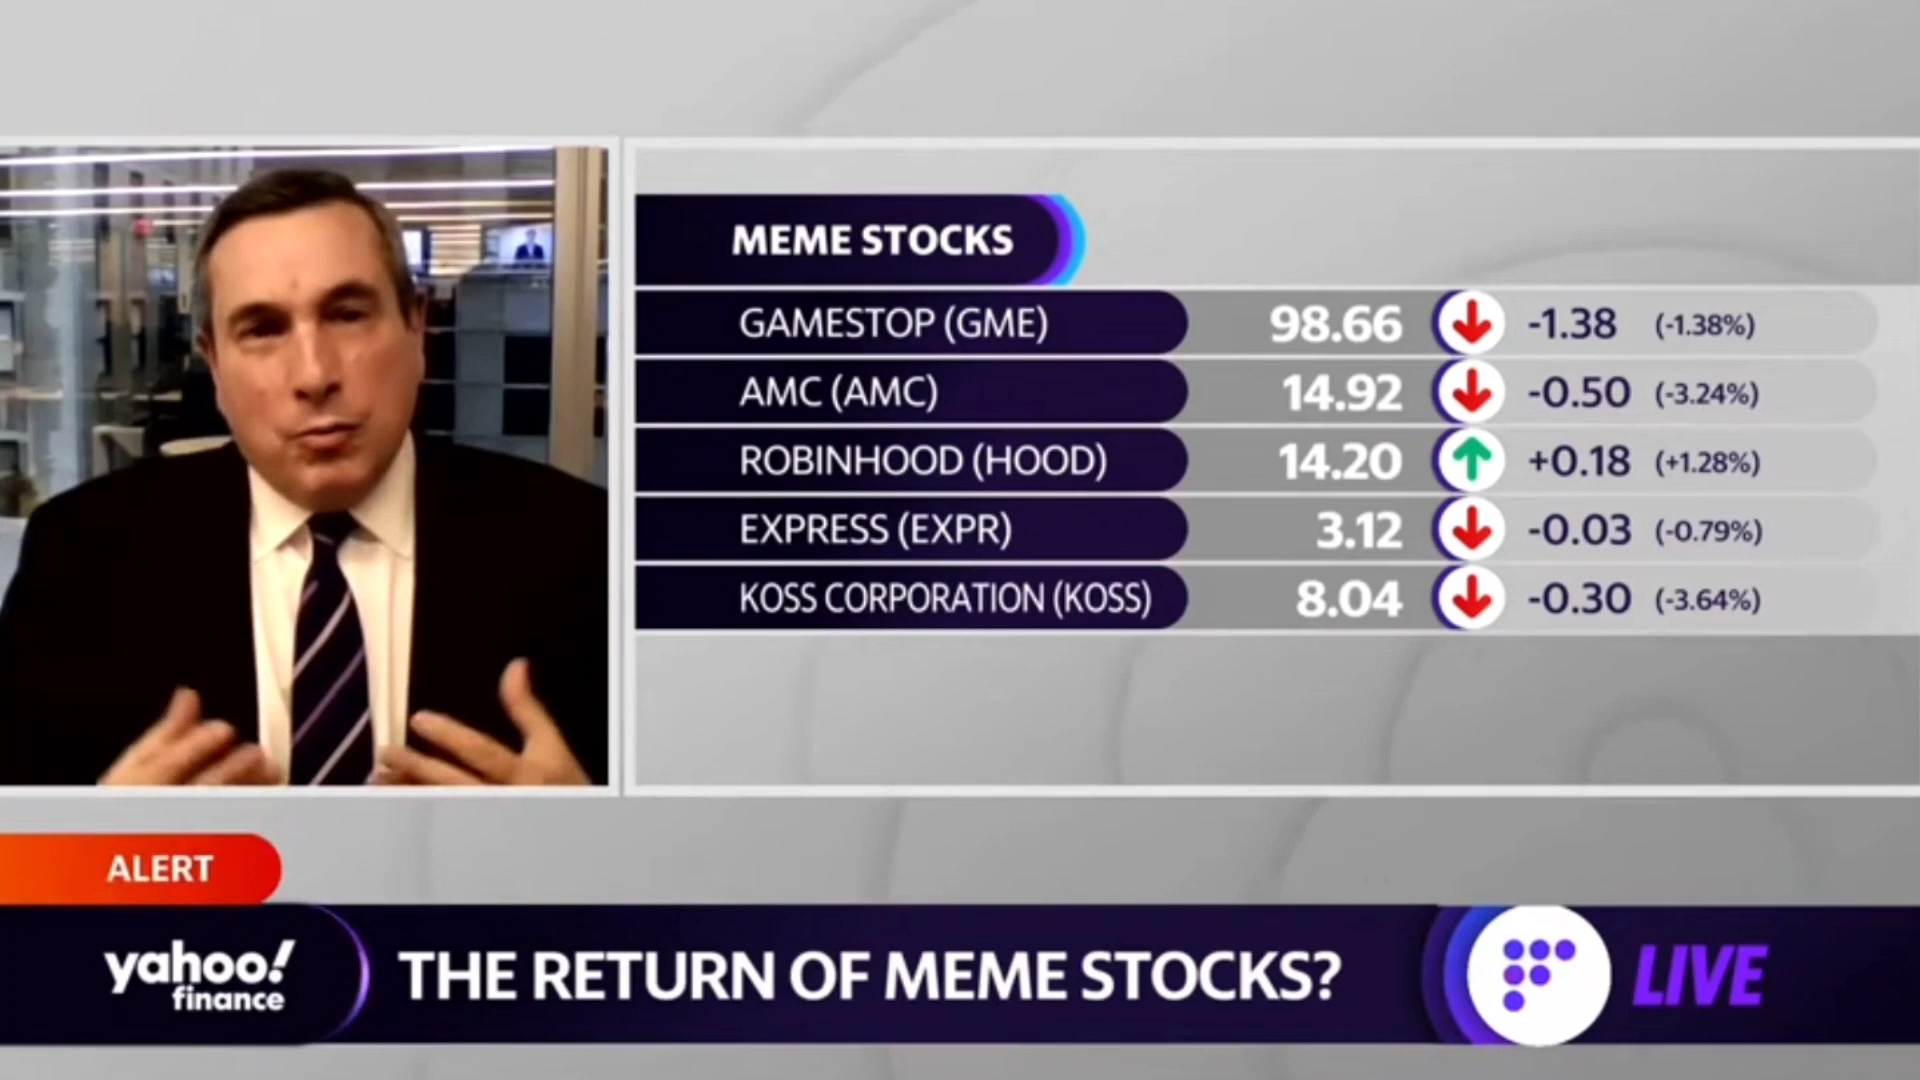 MEME STOCKS
GAMESTOP (GME) 98.66 -1.38 (-1.38%)
AMC (AMC) 14.92 -0.50 (-3.24%)
ROBINHOOD (HOOD) 14.20 +0.18 (+1.28%)
EXPRESS (EXPR) 3.12 -0.03 (-0.79%)
KOSS CORPORATION (KOSS) 8.04 -0.30 (-3.64%)
ALERT
yahoo!
finance
THE RETURN OF MEME STOCKS?
LIVE